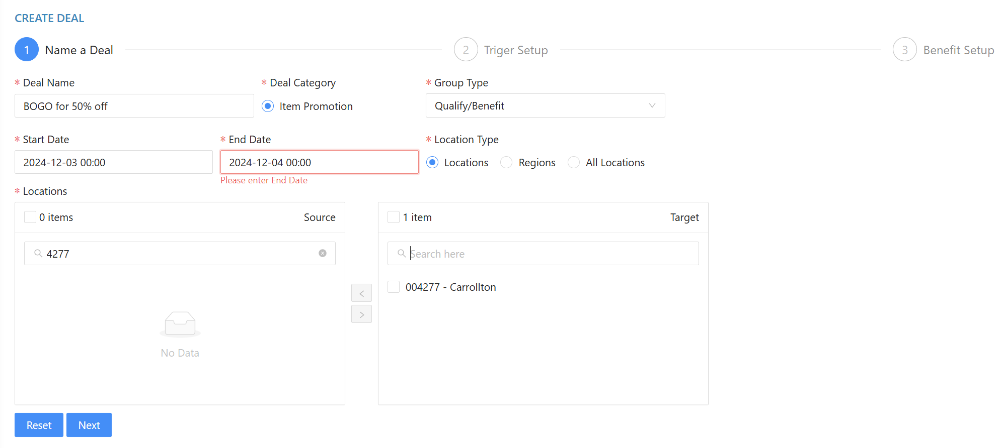 CREATE DEAL
1 Name a Deal
2 Triger Setup
3 Benefit Setup
* Deal Name
* Deal Category
* Group Type
BOGO for 50% off
Item Promotion
Qualify/Benefit
* Start Date
* End Date
* Location Type
2024-12-03 00:00
2024-12-04 00:00
Locations
Regions
All Locations
Please enter End Date
* Locations
0 items
Source
1 item
Target
4277
Search here
004277 - Carrollton
<
>
No Data
Reset
Next